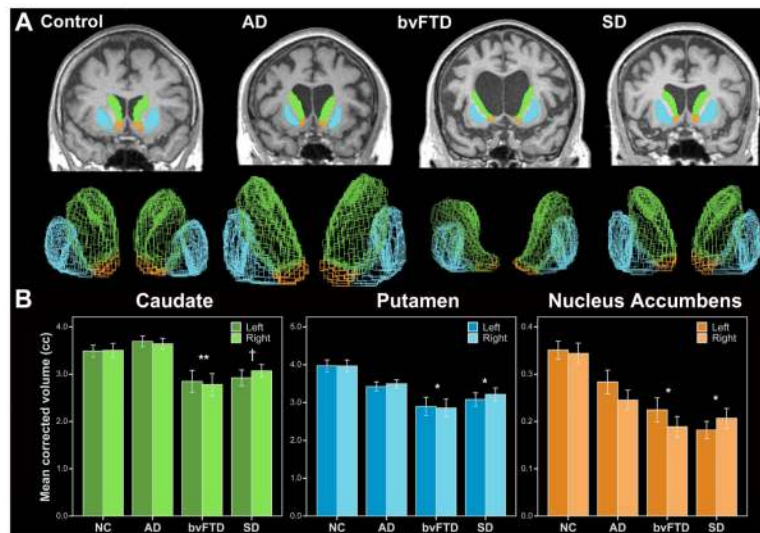 A Control AD bvFTD SD
B Caudate Putamen Nucleus Accumbens
Mean corrected volume (cc)
4.0
3.0
2.0
1.0
0.0
Left
Right
**
†
NC AD bvFTD SD
5.0
4.0
3.0
2.0
1.0
0.0
Left
Right
*
*
NC AD bvFTD SD
0.4
0.3
0.2
0.1
0.0
Left
Right
*
*
NC AD bvFTD SD